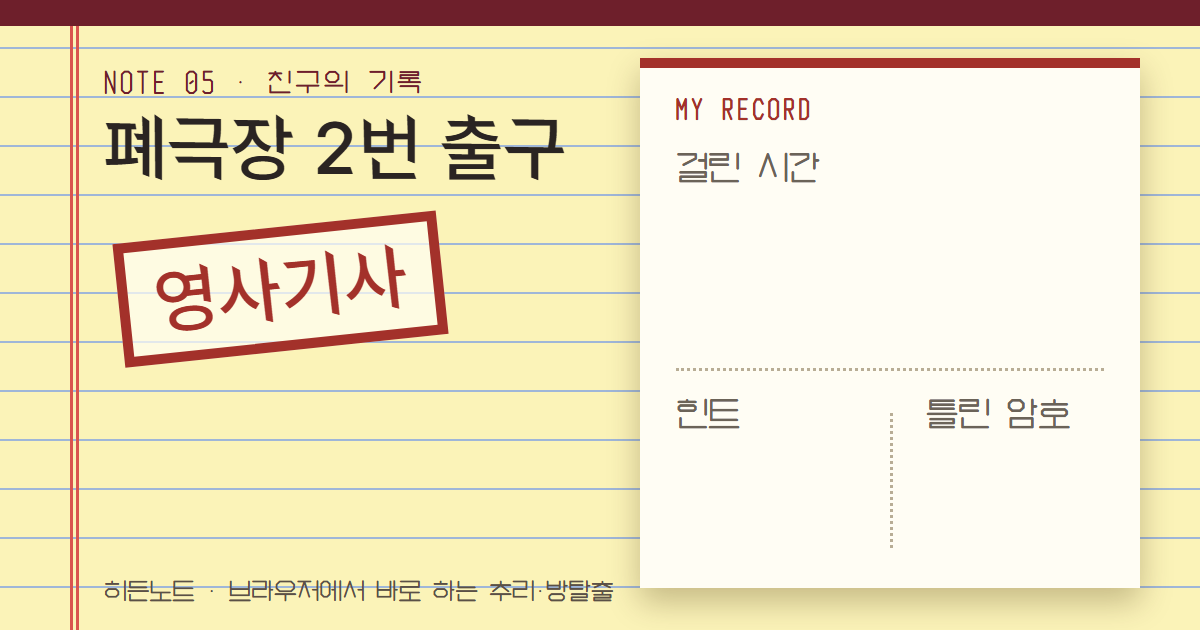 NOTE 05 · 친구의 기록
폐극장 2번 출구
영사기사
히든노트 · 브라우저에서 바로 하는 추리·방탈출
MY RECORD
걸린 시간
힌트
틀린 암호